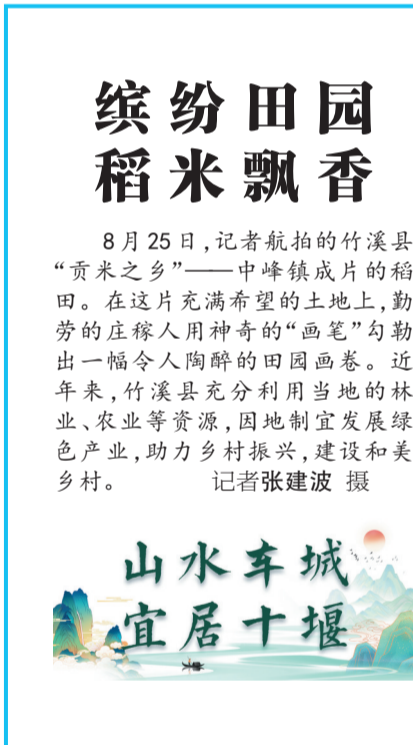 缤纷田园
稻米飘香
8月25日,记者航拍的竹溪县
“贡米之乡”——中峰镇成片的稻
田。在这片充满希望的土地上,勤
劳的庄稼人用神奇的“画笔”勾勒
出一幅令人陶醉的田园画卷。近
年来,竹溪县充分利用当地的林
业、农业等资源,因地制宜发展绿
色产业,助力乡村振兴,建设和美
乡村。 记者张建波 摄
山水车城
宜居十堰